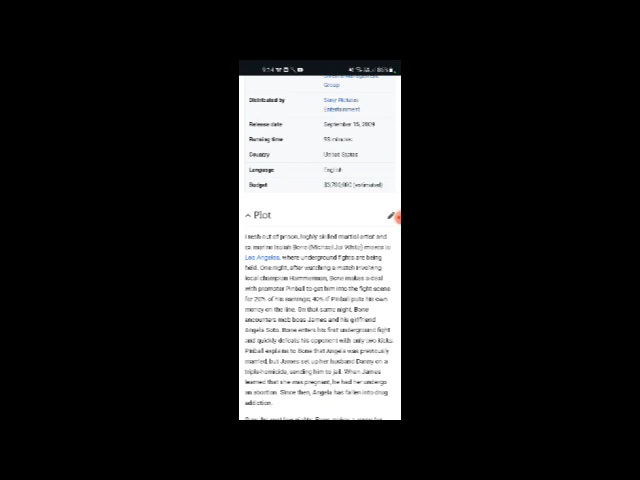 Group
Distributed by Sony Pictures
Entertainment
Release date September 15, 2009
Running time 93 minutes
Country United States
Language English
Budget (estimated)
Plot
Fresh out of prison, highly skilled martial artist and
ex-marine Isaiah Bone (Michael Jai White) moves to
Los Angeles, where underground fights are being
held. One night, after watching a match involving
local champion Hammerman, Bone makes a deal
with promoter Pinball to get him into the fight scene
for 20% of his earnings; 40% if Pinball puts his own
money on the line. On that same night, Bone
encounters mob boss James and his girlfriend
Angela Soto. Bone enters his first underground fight
and quickly defeats his opponent with only two kicks.
Pinball explains to Bone that Angela was previously
married, but James set up her husband Danny on a
triple-homicide, sending him to jail. When James
learned that she was pregnant, he had her undergo
an abortion. Since then, Angela has fallen into drug
addiction.